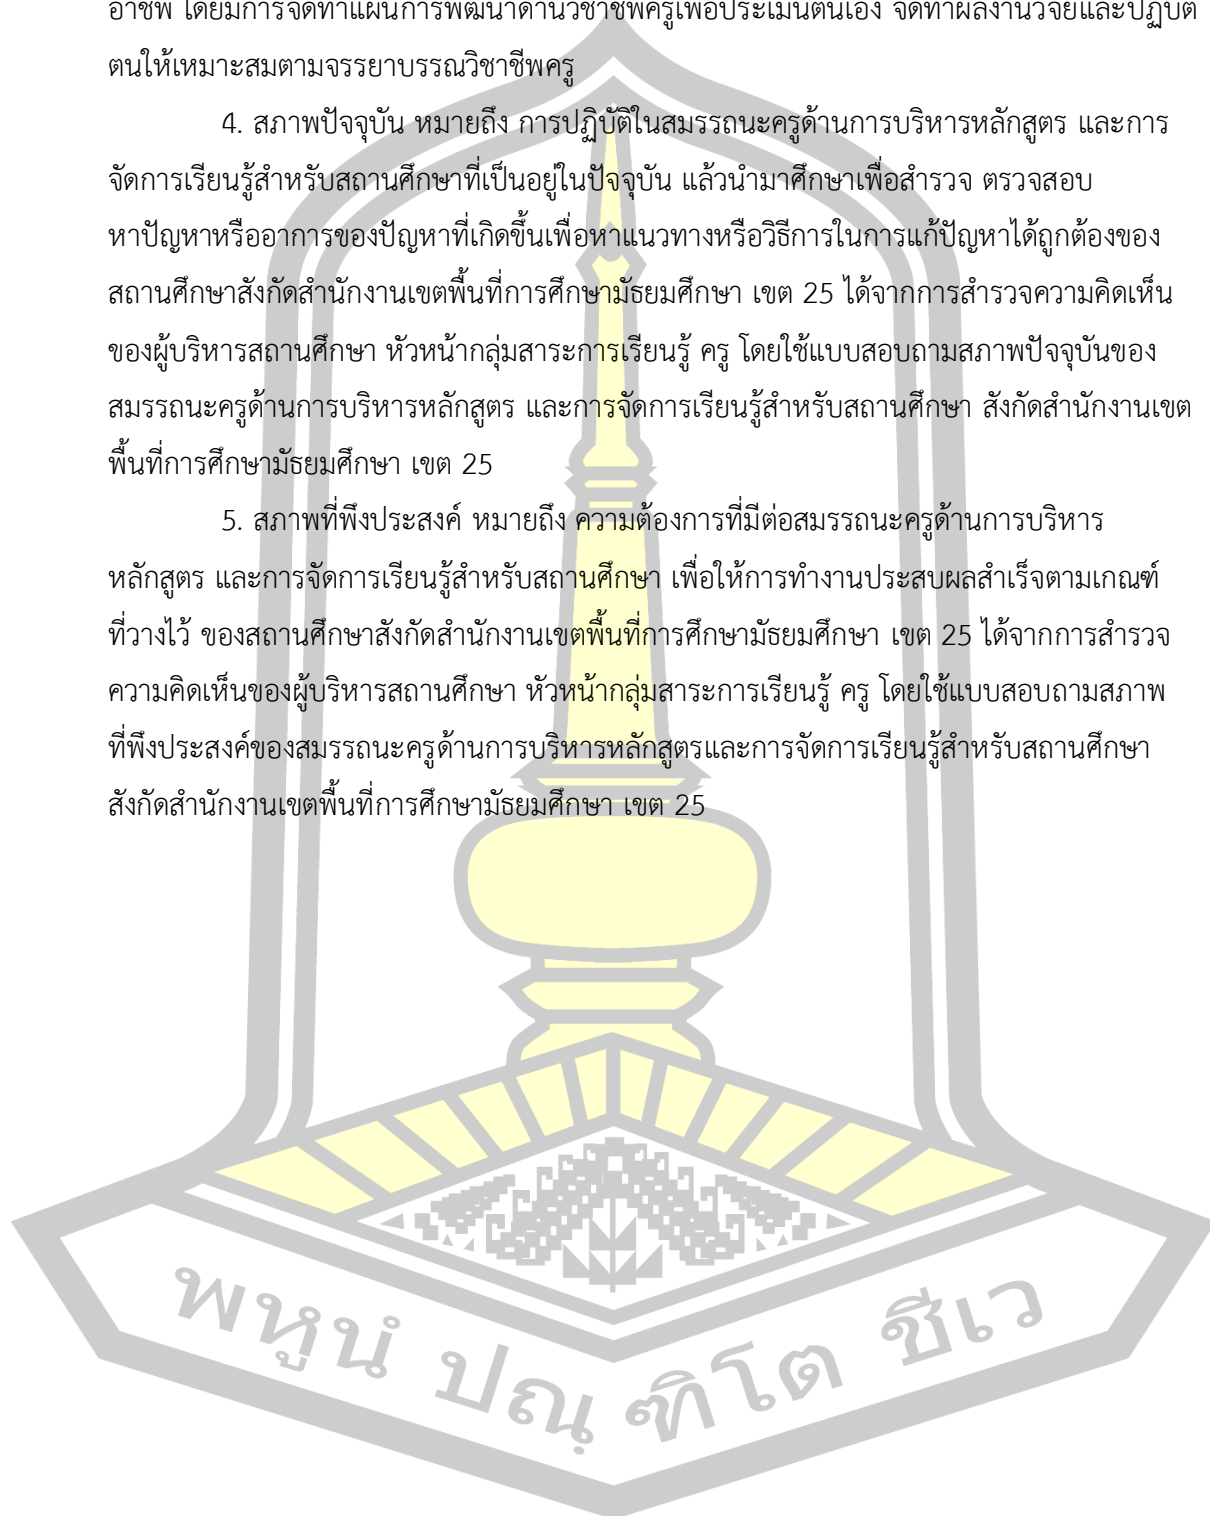 อาชีพ โดยมีการจัดทำแผนการพัฒนาด้านวิชาชีพครูเพื่อประเมินตนเอง จัดทำผลงานวิจัยและปฏิบัติ
ตนให้เหมาะสมตามจรรยาบรรณวิชาชีพครู
4. สภาพปัจจุบัน หมายถึง การปฏิบัติในสมรรถนะครูด้านการบริหารหลักสูตร และการ
จัดการเรียนรู้สำหรับสถานศึกษาที่เป็นอยู่ในปัจจุบัน แล้วนำมาศึกษาเพื่อสำรวจ ตรวจสอบ
หาปัญหาหรืออาการของปัญหาที่เกิดขึ้นเพื่อหาแนวทางหรือวิธีการในการแก้ปัญหาได้ถูกต้องของ
สถานศึกษาสังกัดสำนักงานเขตพื้นที่การศึกษามัธยมศึกษา เขต 25 ได้จากการสำรวจความคิดเห็น
ของผู้บริหารสถานศึกษา หัวหน้ากลุ่มสาระการเรียนรู้ ครู โดยใช้แบบสอบถามสภาพปัจจุบันของ
สมรรถนะครูด้านการบริหารหลักสูตร และการจัดการเรียนรู้สำหรับสถานศึกษา สังกัดสำนักงานเขต
พื้นที่การศึกษามัธยมศึกษา เขต 25
5. สภาพที่พึงประสงค์ หมายถึง ความต้องการที่มีต่อสมรรถนะครูด้านการบริหาร
หลักสูตร และการจัดการเรียนรู้สำหรับสถานศึกษา เพื่อให้การทำงานประสบผลสำเร็จตามเกณฑ์
ที่วางไว้ ของสถานศึกษาสังกัดสำนักงานเขตพื้นที่การศึกษามัธยมศึกษา เขต 25 ได้จากการสำรวจ
ความคิดเห็นของผู้บริหารสถานศึกษา หัวหน้ากลุ่มสาระการเรียนรู้ ครู โดยใช้แบบสอบถามสภาพ
ที่พึงประสงค์ของสมรรถนะครูด้านการบริหารหลักสูตรและการจัดการเรียนรู้สำหรับสถานศึกษา
สังกัดสำนักงานเขตพื้นที่การศึกษามัธยมศึกษา เขต 25
พหูนํ ปณฺ ฑิโต ชีเว